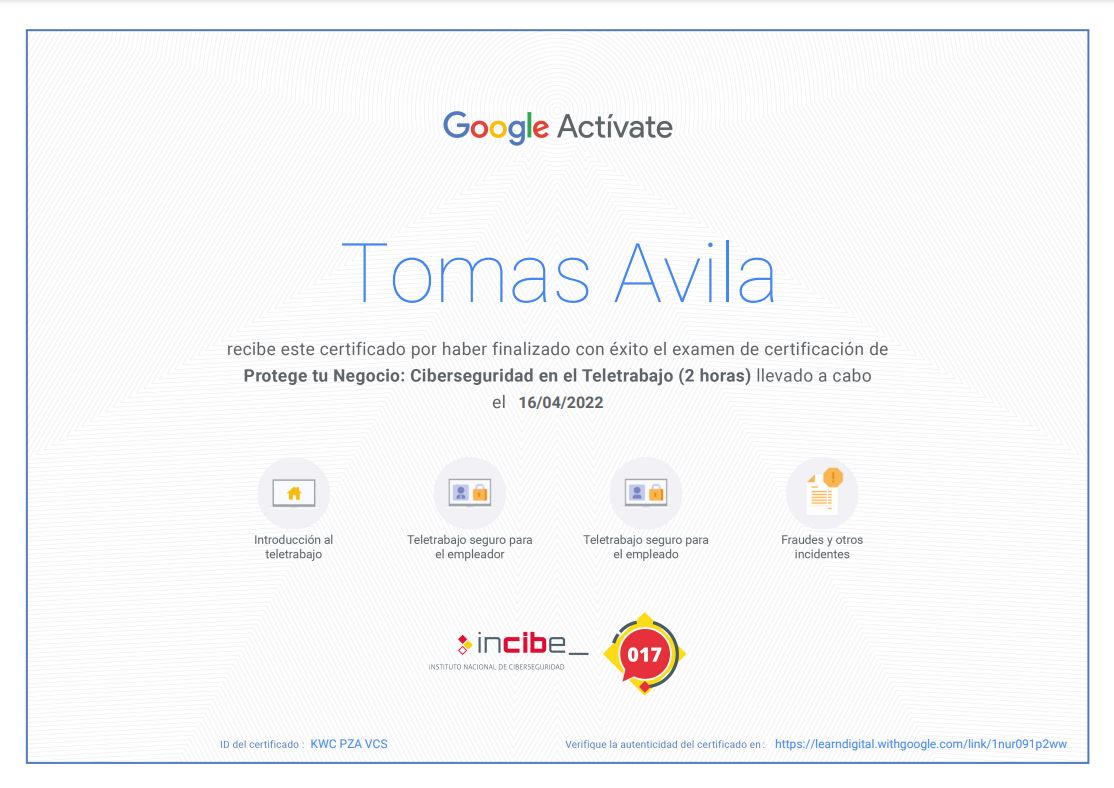 Google Actívate
Tomas Avila
recibe este certificado por haber finalizado con éxito el examen de certificación de
Protege tu Negocio: Ciberseguridad en el Teletrabajo (2 horas) llevado a cabo
el 16/04/2022
Introducción al
teletrabajo
Teletrabajo seguro para
el empleador
Teletrabajo seguro para
el empleado
Fraudes y otros
incidentes
incibe_
INSTITUTO NACIONAL DE CIBERSEGURIDAD
017
ID del certificado : KWC PZA VCS
Verifique la autenticidad del certificado en : https://learndigital.withgoogle.com/link/1nur091p2ww